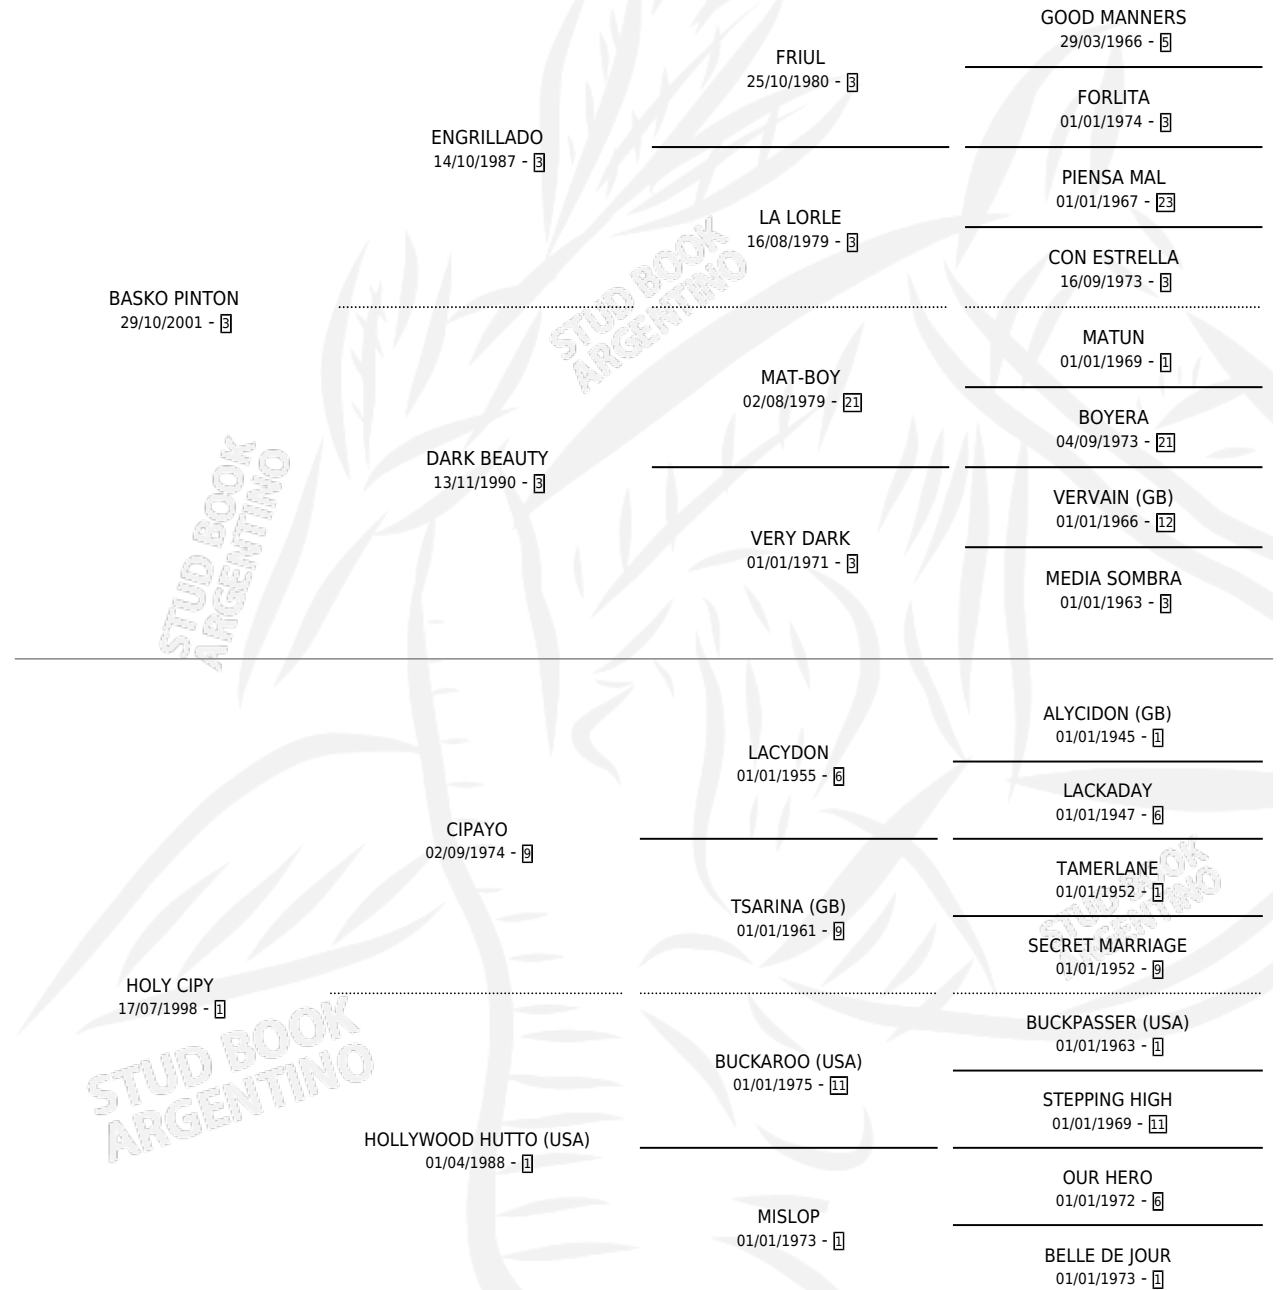 GOOD MANNERS
29/03/1966 - 5
FRIUL
25/10/1980 - 3
FORLITA
01/01/1974 - 3
ENGRILLADO
14/10/1987 - 3
PIENSA MAL
01/01/1967 - 23
LA LORLE
16/08/1979 - 3
CON ESTRELLA
16/09/1973 - 3
BASKO PINTON
29/10/2001 - 3
STUD BOOK
ARGENTINO
MATUN
01/01/1969 - 1
MAT-BOY
02/08/1979 - 21
BOYERA
04/09/1973 - 21
DARK BEAUTY
13/11/1990 - 3
STUD BOOK
ARGENTINO
VERVAIN (GB)
01/01/1966 - 12
VERY DARK
01/01/1971 - 3
MEDIA SOMBRA
01/01/1963 - 3
ALYCIDON (GB)
01/01/1945 - 1
LACYDON
01/01/1955 - 6
LACKADAY
01/01/1947 - 6
CIPAYO
02/09/1974 - 9
TAMERLANE
01/01/1952 - 1
TSARINA (GB)
01/01/1961 - 9
SECRET MARRIAGE
01/01/1952 - 9
STUD BOOK
ARGENTINO
HOLY CIPY
17/07/1998 - 1
STUD BOOK
ARGENTINO
BUCKPASSER (USA)
01/01/1963 - 1
BUCKAROO (USA)
01/01/1975 - 11
STEPPING HIGH
01/01/1969 - 11
HOLLYWOOD HUTTO (USA)
01/04/1988 - 1
OUR HERO
01/01/1972 - 6
MISLOP
01/01/1973 - 1
BELLE DE JOUR
01/01/1973 - 1